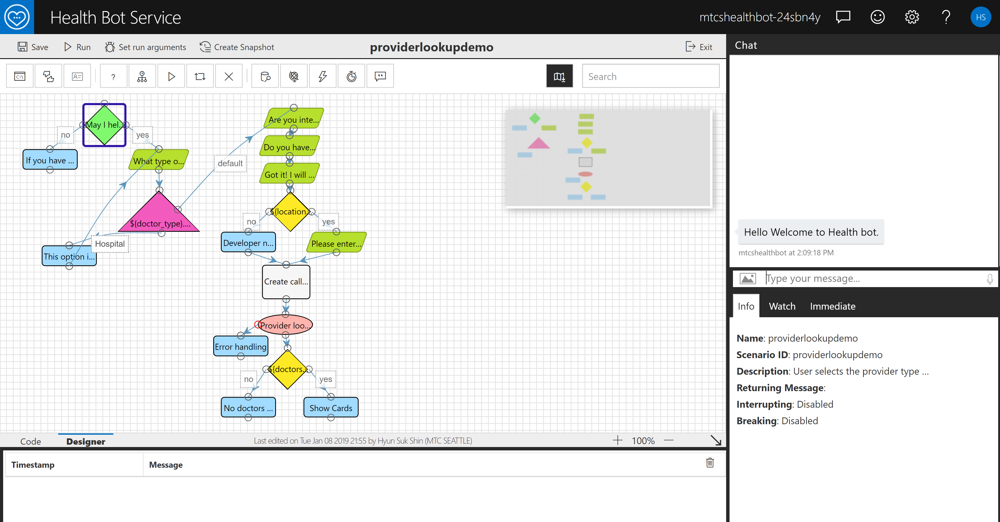 Health Bot Service
mtcshealthbot-24sbn4y
?
HS
Save
Run
Set run arguments
Create Snapshot
providerlookupdemo
Exit
C:\
?
Search
May I hel...
no
yes
If you have ...
What type o...
${doctor_type}....
Hospital
This option i...
default
Are you inte...
Do you have...
Got it! I will ...
${location...
no
yes
Developer n...
Please enter...
Create call...
Provider loo...
Error handling
${doctors...
no
yes
No doctors ...
Show Cards
Code
Designer
Last edited on Tue Jan 08 2019 21:55 by Hyun Suk Shin (MTC SEATTLE)
100%
Timestamp
Message
Chat
Hello Welcome to Health bot.
mtcshealthbot at 2:09:18 PM
Type your message...
Info
Watch
Immediate
Name: providerlookupdemo
Scenario ID: providerlookupdemo
Description: User selects the provider type ...
Returning Message:
Interrupting: Disabled
Breaking: Disabled